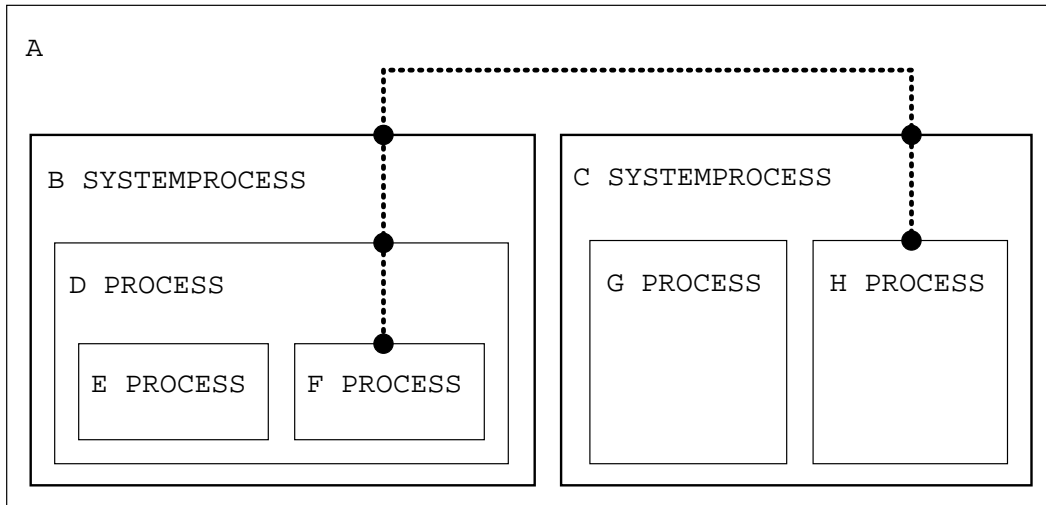 A
B SYSTEMPROCESS
C SYSTEMPROCESS
D PROCESS
G PROCESS
H PROCESS
E PROCESS
F PROCESS